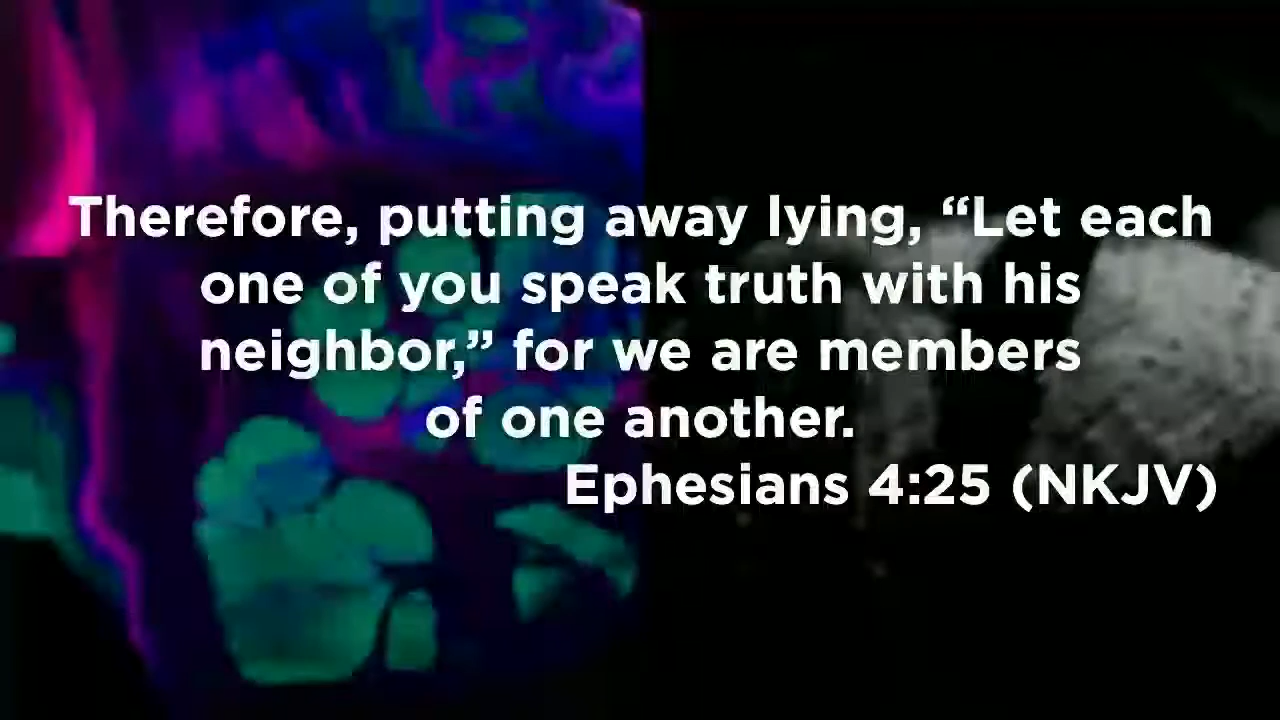 Therefore, putting away lying, “Let each
one of you speak truth with his
neighbor,” for we are members
of one another.
Ephesians 4:25 (NKJV)